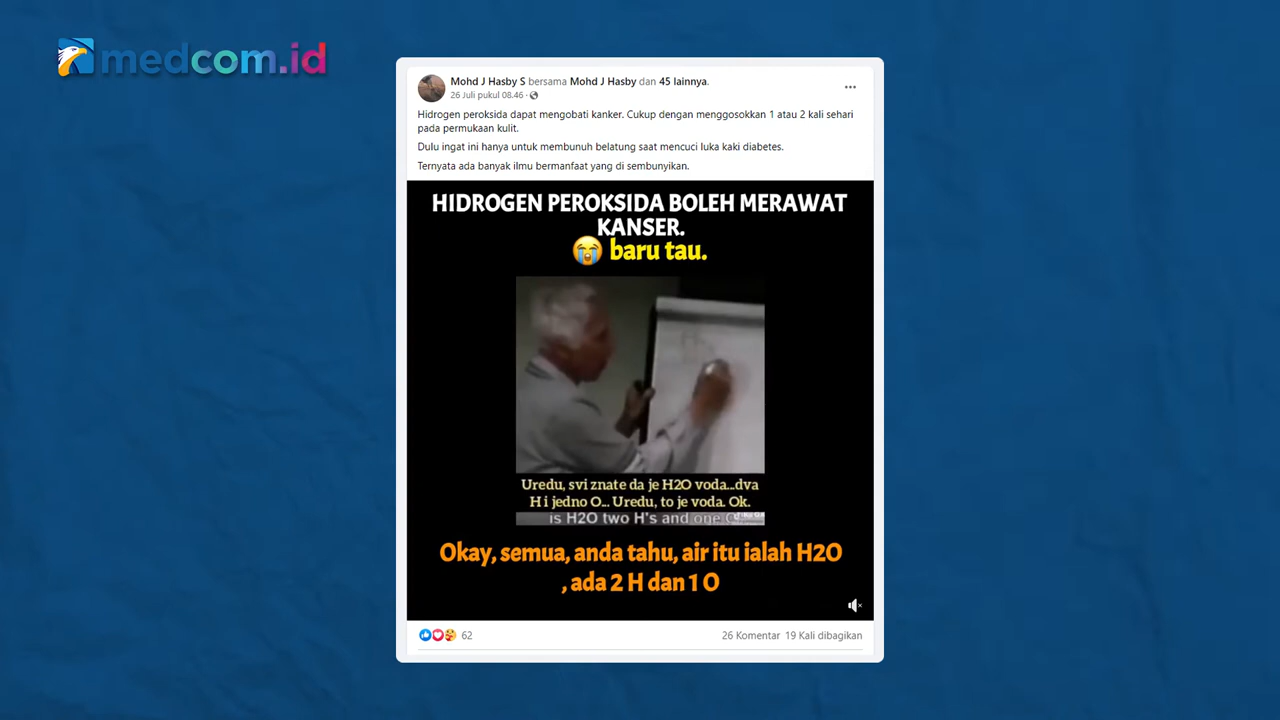 medcom.id
Mohd J Hasby S bersama Mohd J Hasby dan 45 lainnya.
26 Juli pukul 08.46 ·
Hidrogen peroksida dapat mengobati kanker. Cukup dengan menggosokkan 1 atau 2 kali sehari
pada permukaan kulit.
Dulu ingat ini hanya untuk membunuh belatung saat mencuci luka kaki diabetes.
Ternyata ada banyak ilmu bermanfaat yang di sembunyikan.
HIDROGEN PEROKSIDA BOLEH MERAWAT
KANSER.
😭 baru tau.
Uredu, svi znate da je H2O voda...dva
H i jedno O... Uredu, to je voda. Ok.
is H2O two H's and one
Okay, semua, anda tahu, air itu ialah H2O
, ada 2 H dan 1 O
62
26 Komentar 19 Kali dibagikan